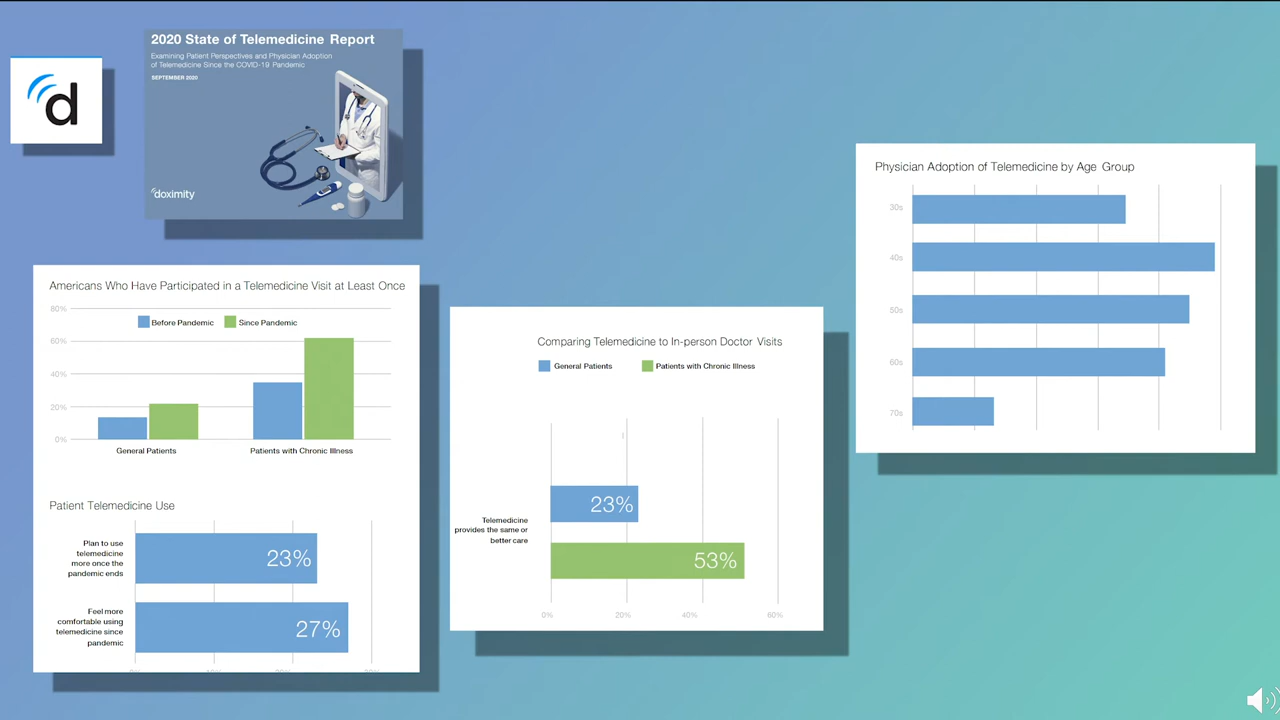 2020 State of Telemedicine Report
Examining Patient Perspectives and Physician Adoption
of Telemedicine Since the COVID-19 Pandemic
SEPTEMBER 2020
d
doximity
Physician Adoption of Telemedicine by Age Group
30s
40s
50s
60s
70s
Americans Who Have Participated in a Telemedicine Visit at Least Once
80%
Before Pandemic
Since Pandemic
60%
40%
20%
0%
General Patients
Patients with Chronic Illness
Patient Telemedicine Use
Plan to use
telemedicine
more once the
pandemic ends
23%
Feel more
comfortable using
telemedicine since
pandemic
27%
Comparing Telemedicine to In-person Doctor Visits
General Patients
Patients with Chronic Illness
Telemedicine
provides the same or
better care
23%
53%
0%
20%
40%
60%